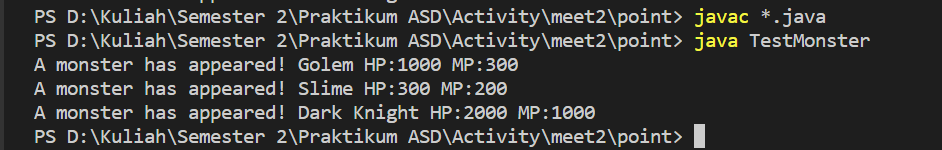 PS D:\Kuliah\Semester 2\Praktikum ASD\Activity\meet2\point> javac *.java
PS D:\Kuliah\Semester 2\Praktikum ASD\Activity\meet2\point> java TestMonster
A monster has appeared! Golem HP:1000 MP:300
A monster has appeared! Slime HP:300 MP:200
A monster has appeared! Dark Knight HP:2000 MP:1000
PS D:\Kuliah\Semester 2\Praktikum ASD\Activity\meet2\point>